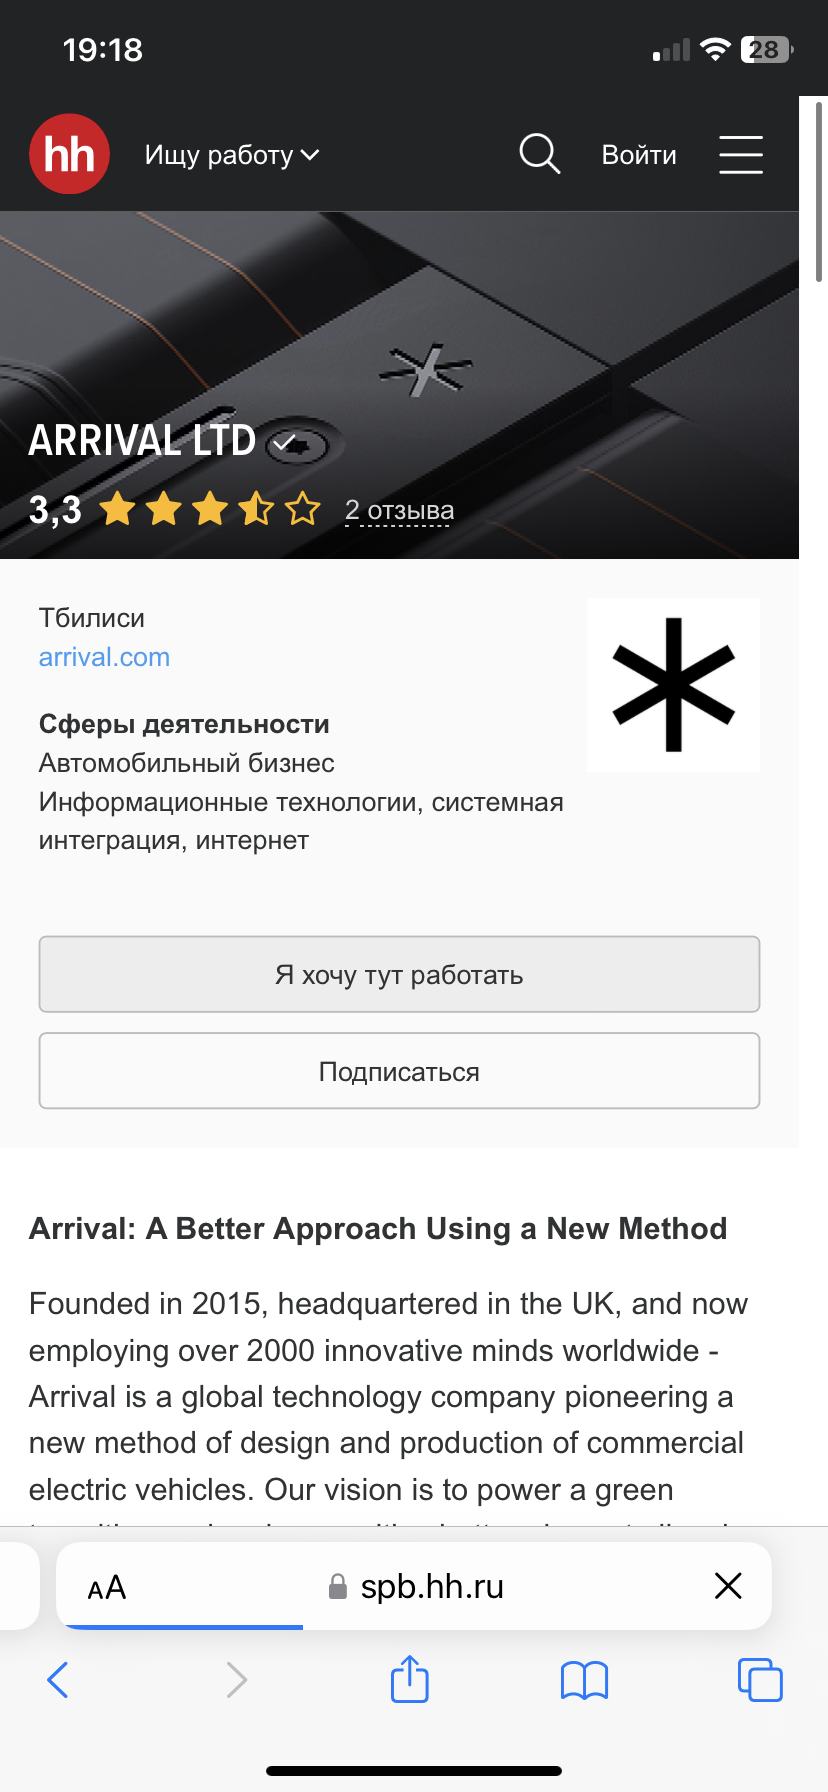 19:18
28
hh
Ищу работу
Войти
ARRIVAL LTD
3,3
2 отзыва
Тбилиси
arrival.com
Сферы деятельности
Автомобильный бизнес
Информационные технологии, системная
интеграция, интернет
Я хочу тут работать
Подписаться
Arrival: A Better Approach Using a New Method
Founded in 2015, headquartered in the UK, and now
employing over 2000 innovative minds worldwide -
Arrival is a global technology company pioneering a
new method of design and production of commercial
electric vehicles. Our vision is to power a green
AA
spb.hh.ru